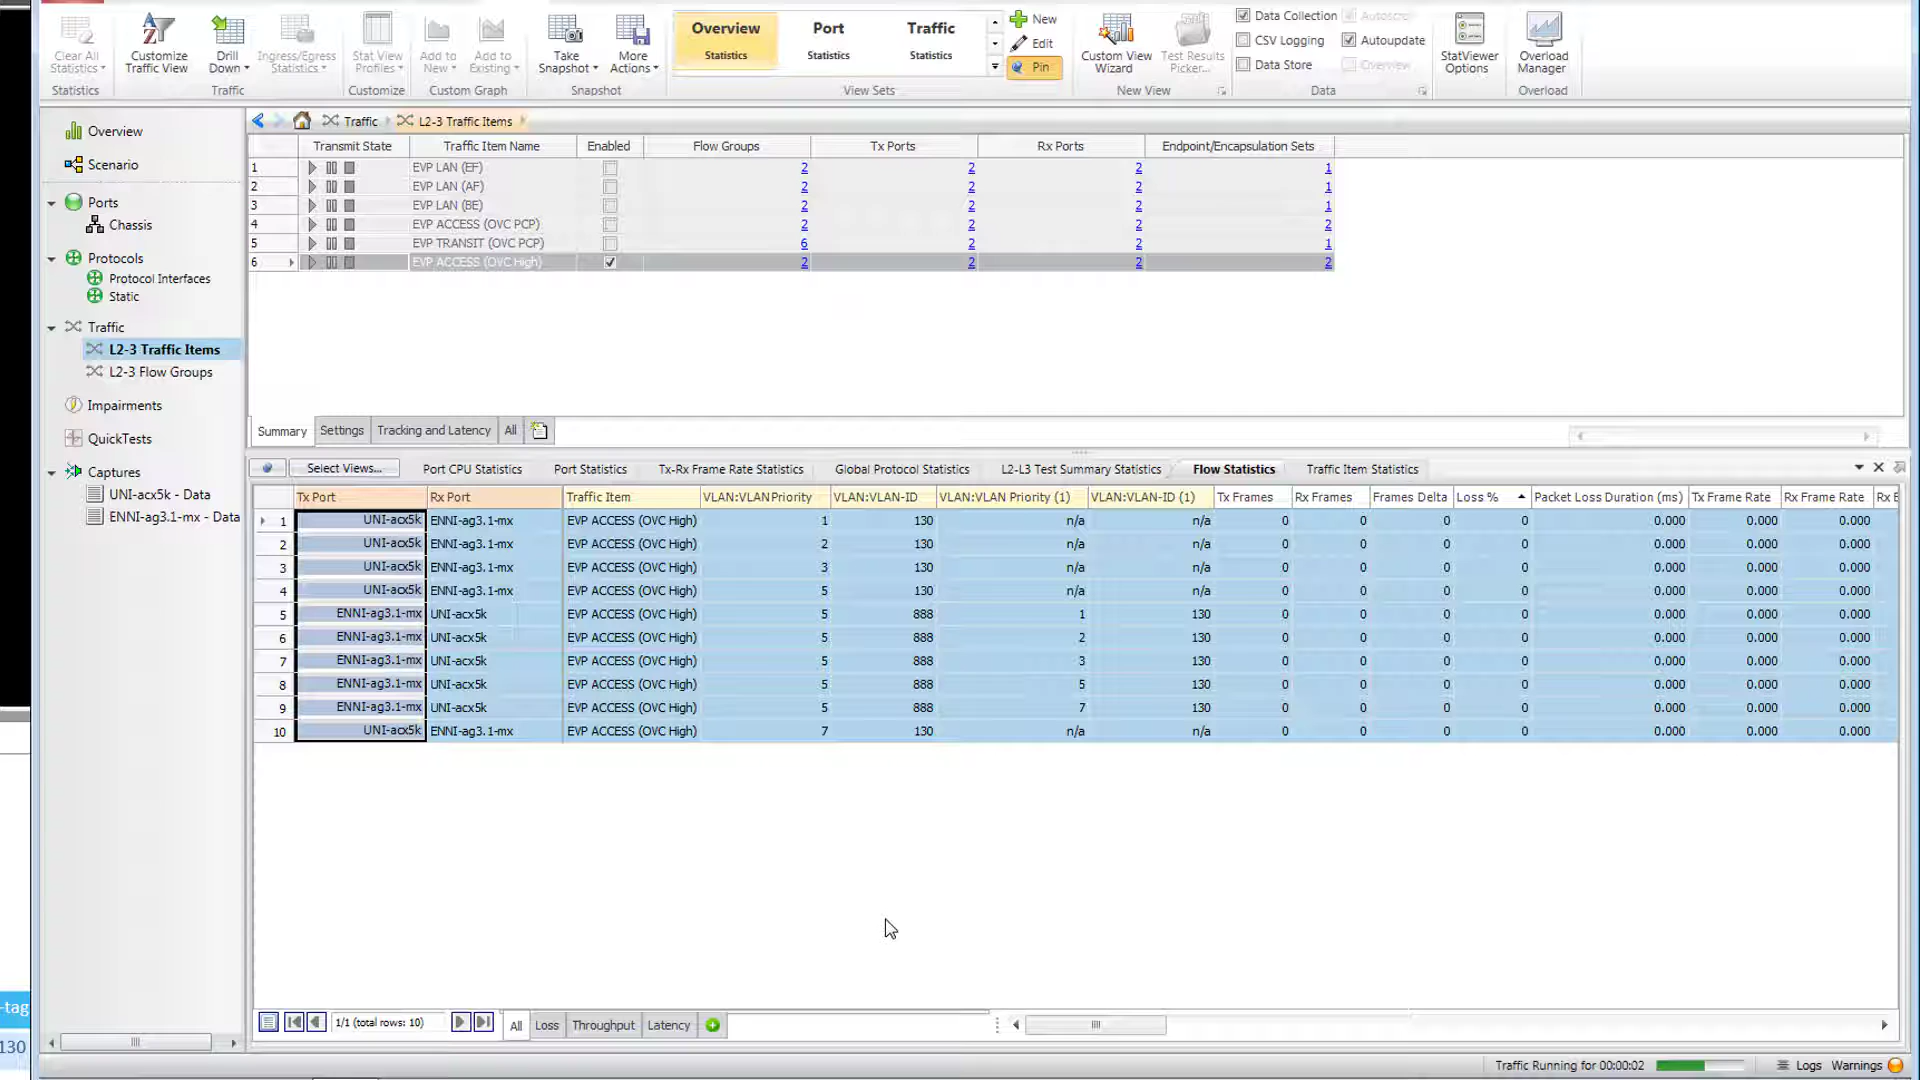 Clear All Statistics
Customize Traffic View
Drill Down
Ingress/Egress Statistics
Stat View Profiles
Add to New
Add to Existing
Take Snapshot
More Actions
Overview Statistics
Port Statistics
Traffic Statistics
New
Edit
Pin
Custom View Wizard
Test Results Picker...
Data Collection
Autoscroll
CSV Logging
Autoupdate
Data Store
Overview
StatViewer Options
Overload Manager
Statistics
Traffic
Customize
Custom Graph
Snapshot
View Sets
New View
Data
Overload
Overview
Scenario
Ports
Chassis
Protocols
Protocol Interfaces
Static
Traffic
L2-3 Traffic Items
L2-3 Flow Groups
Impairments
QuickTests
Captures
UNI-acx5k - Data
ENNI-ag3.1-mx - Data
Traffic L2-3 Traffic Items
Transmit State Traffic Item Name Enabled Flow Groups Tx Ports Rx Ports Endpoint/Encapsulation Sets
1 EVP LAN (EF) 2 2 2 1
2 EVP LAN (AF) 2 2 2 1
3 EVP LAN (BE) 2 2 2 1
4 EVP ACCESS (OVC PCP) 2 2 2 2
5 EVP TRANSIT (OVC PCP) 6 2 2 1
6 EVP ACCESS (OVC High) 2 2 2 2
Summary Settings Tracking and Latency All
Select Views... Port CPU Statistics Port Statistics Tx-Rx Frame Rate Statistics Global Protocol Statistics L2-L3 Test Summary Statistics Flow Statistics Traffic Item Statistics
Tx Port Rx Port Traffic Item VLAN:VLAN Priority VLAN:VLAN-ID VLAN:VLAN Priority (1) VLAN:VLAN-ID (1) Tx Frames Rx Frames Frames Delta Loss % Packet Loss Duration (ms) Tx Frame Rate Rx Frame Rate
1 UNI-acx5k ENNI-ag3.1-mx EVP ACCESS (OVC High) 1 130 n/a n/a 0 0 0 0 0.000 0.000 0.000
2 UNI-acx5k ENNI-ag3.1-mx EVP ACCESS (OVC High) 2 130 n/a n/a 0 0 0 0 0.000 0.000 0.000
3 UNI-acx5k ENNI-ag3.1-mx EVP ACCESS (OVC High) 3 130 n/a n/a 0 0 0 0 0.000 0.000 0.000
4 UNI-acx5k ENNI-ag3.1-mx EVP ACCESS (OVC High) 5 130 n/a n/a 0 0 0 0 0.000 0.000 0.000
5 ENNI-ag3.1-mx UNI-acx5k EVP ACCESS (OVC High) 5 888 1 130 0 0 0 0 0.000 0.000 0.000
6 ENNI-ag3.1-mx UNI-acx5k EVP ACCESS (OVC High) 5 888 2 130 0 0 0 0 0.000 0.000 0.000
7 ENNI-ag3.1-mx UNI-acx5k EVP ACCESS (OVC High) 5 888 3 130 0 0 0 0 0.000 0.000 0.000
8 ENNI-ag3.1-mx UNI-acx5k EVP ACCESS (OVC High) 5 888 5 130 0 0 0 0 0.000 0.000 0.000
9 ENNI-ag3.1-mx UNI-acx5k EVP ACCESS (OVC High) 5 888 7 130 0 0 0 0 0.000 0.000 0.000
10 UNI-acx5k ENNI-ag3.1-mx EVP ACCESS (OVC High) 7 130 n/a n/a 0 0 0 0 0.000 0.000 0.000
-tag
130
1/1 (total rows: 10) All Loss Throughput Latency
Traffic Running for 00:00:02 Logs Warnings